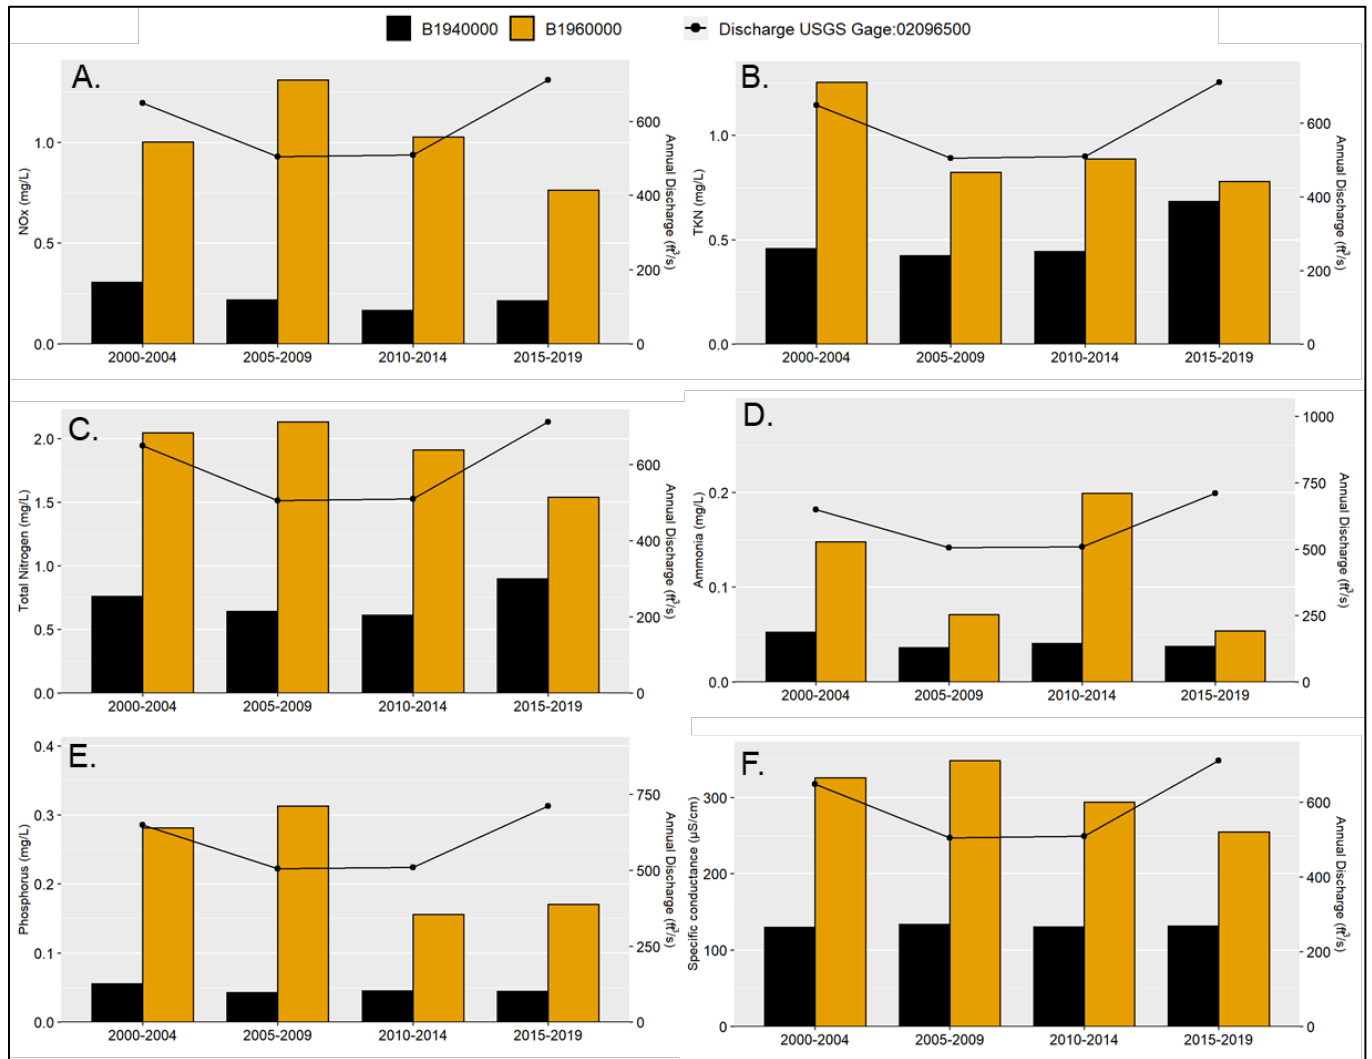 B1940000 B1960000 Discharge USGS Gage:02096500
A.
NOx (mg/L)
1.0
0.5
0.0
600
400
200
0
Annual Discharge (ft³/s)
2000-2004 2005-2009 2010-2014 2015-2019
B.
TKN (mg/L)
1.0
0.5
0.0
600
400
200
0
Annual Discharge (ft³/s)
2000-2004 2005-2009 2010-2014 2015-2019
C.
Total Nitrogen (mg/L)
2.0
1.5
1.0
0.5
0.0
600
400
200
0
Annual Discharge (ft³/s)
2000-2004 2005-2009 2010-2014 2015-2019
D.
Ammonia (mg/L)
0.2
0.1
0.0
1000
750
500
250
0
Annual Discharge (ft³/s)
2000-2004 2005-2009 2010-2014 2015-2019
E.
Phosphorus (mg/L)
0.4
0.3
0.2
0.1
0.0
750
500
250
0
Annual Discharge (ft³/s)
2000-2004 2005-2009 2010-2014 2015-2019
F.
Specific conductance (µS/cm)
300
200
100
0
600
400
200
0
Annual Discharge (ft³/s)
2000-2004 2005-2009 2010-2014 2015-2019